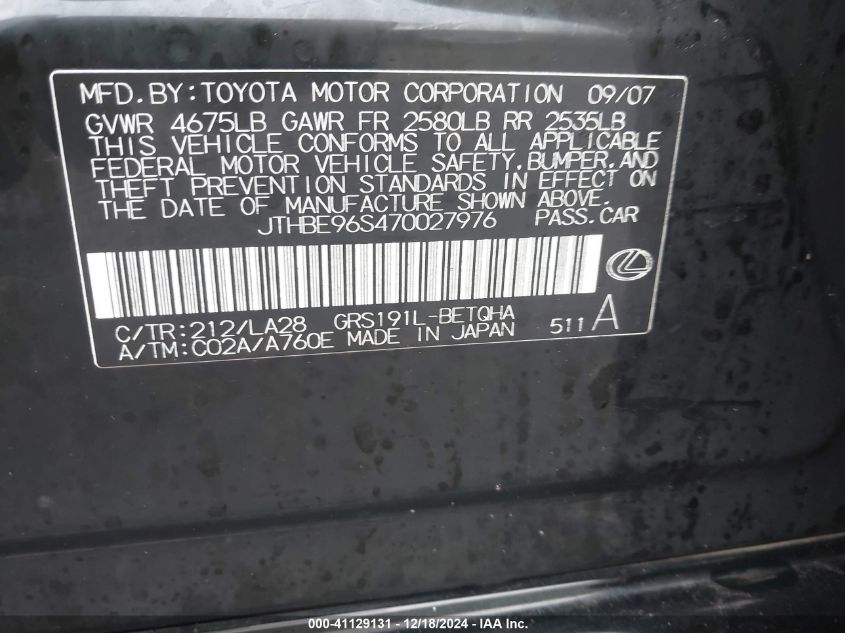 MFD.BY:TOYOTA MOTOR CORPORATION 09/07
GVWR 4675LB GAWR FR 2580LB RR 2535LB
THIS VEHICLE CONFORMS TO ALL APPLICABLE
FEDERAL MOTOR VEHICLE SAFETY,BUMPER,AND
THEFT PREVENTION STANDARDS IN EFFECT ON
THE DATE OF MANUFACTURE SHOWN ABOVE.
JTHBE96S470027976 PASS.CAR
C/TR:212/LA28 GRS191L-BETQHA
A/TM:C02A/A760E MADE IN JAPAN 511A
000-41129131 - 12/18/2024 - IAA Inc.